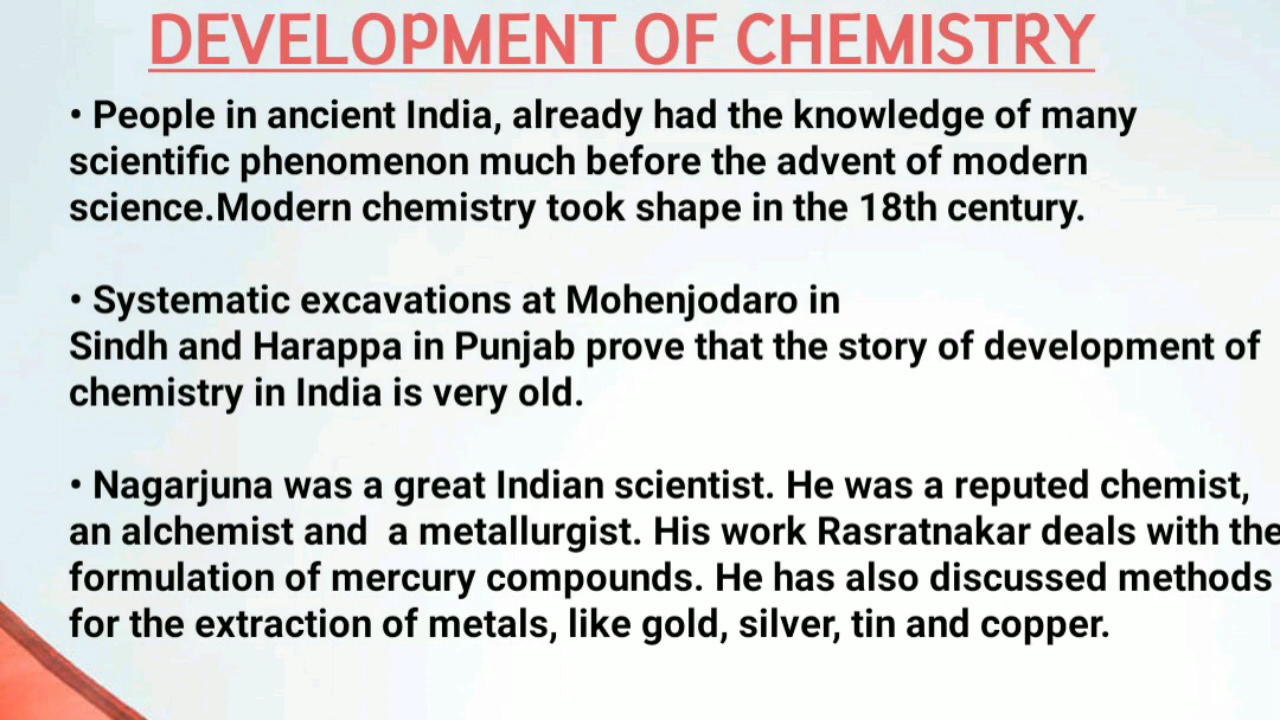 DEVELOPMENT OF CHEMISTRY
• People in ancient India, already had the knowledge of many
scientific phenomenon much before the advent of modern
science.Modern chemistry took shape in the 18th century.
• Systematic excavations at Mohenjodaro in
Sindh and Harappa in Punjab prove that the story of development of
chemistry in India is very old.
• Nagarjuna was a great Indian scientist. He was a reputed chemist,
an alchemist and  a metallurgist. His work Rasratnakar deals with the
formulation of mercury compounds. He has also discussed methods
for the extraction of metals, like gold, silver, tin and copper.